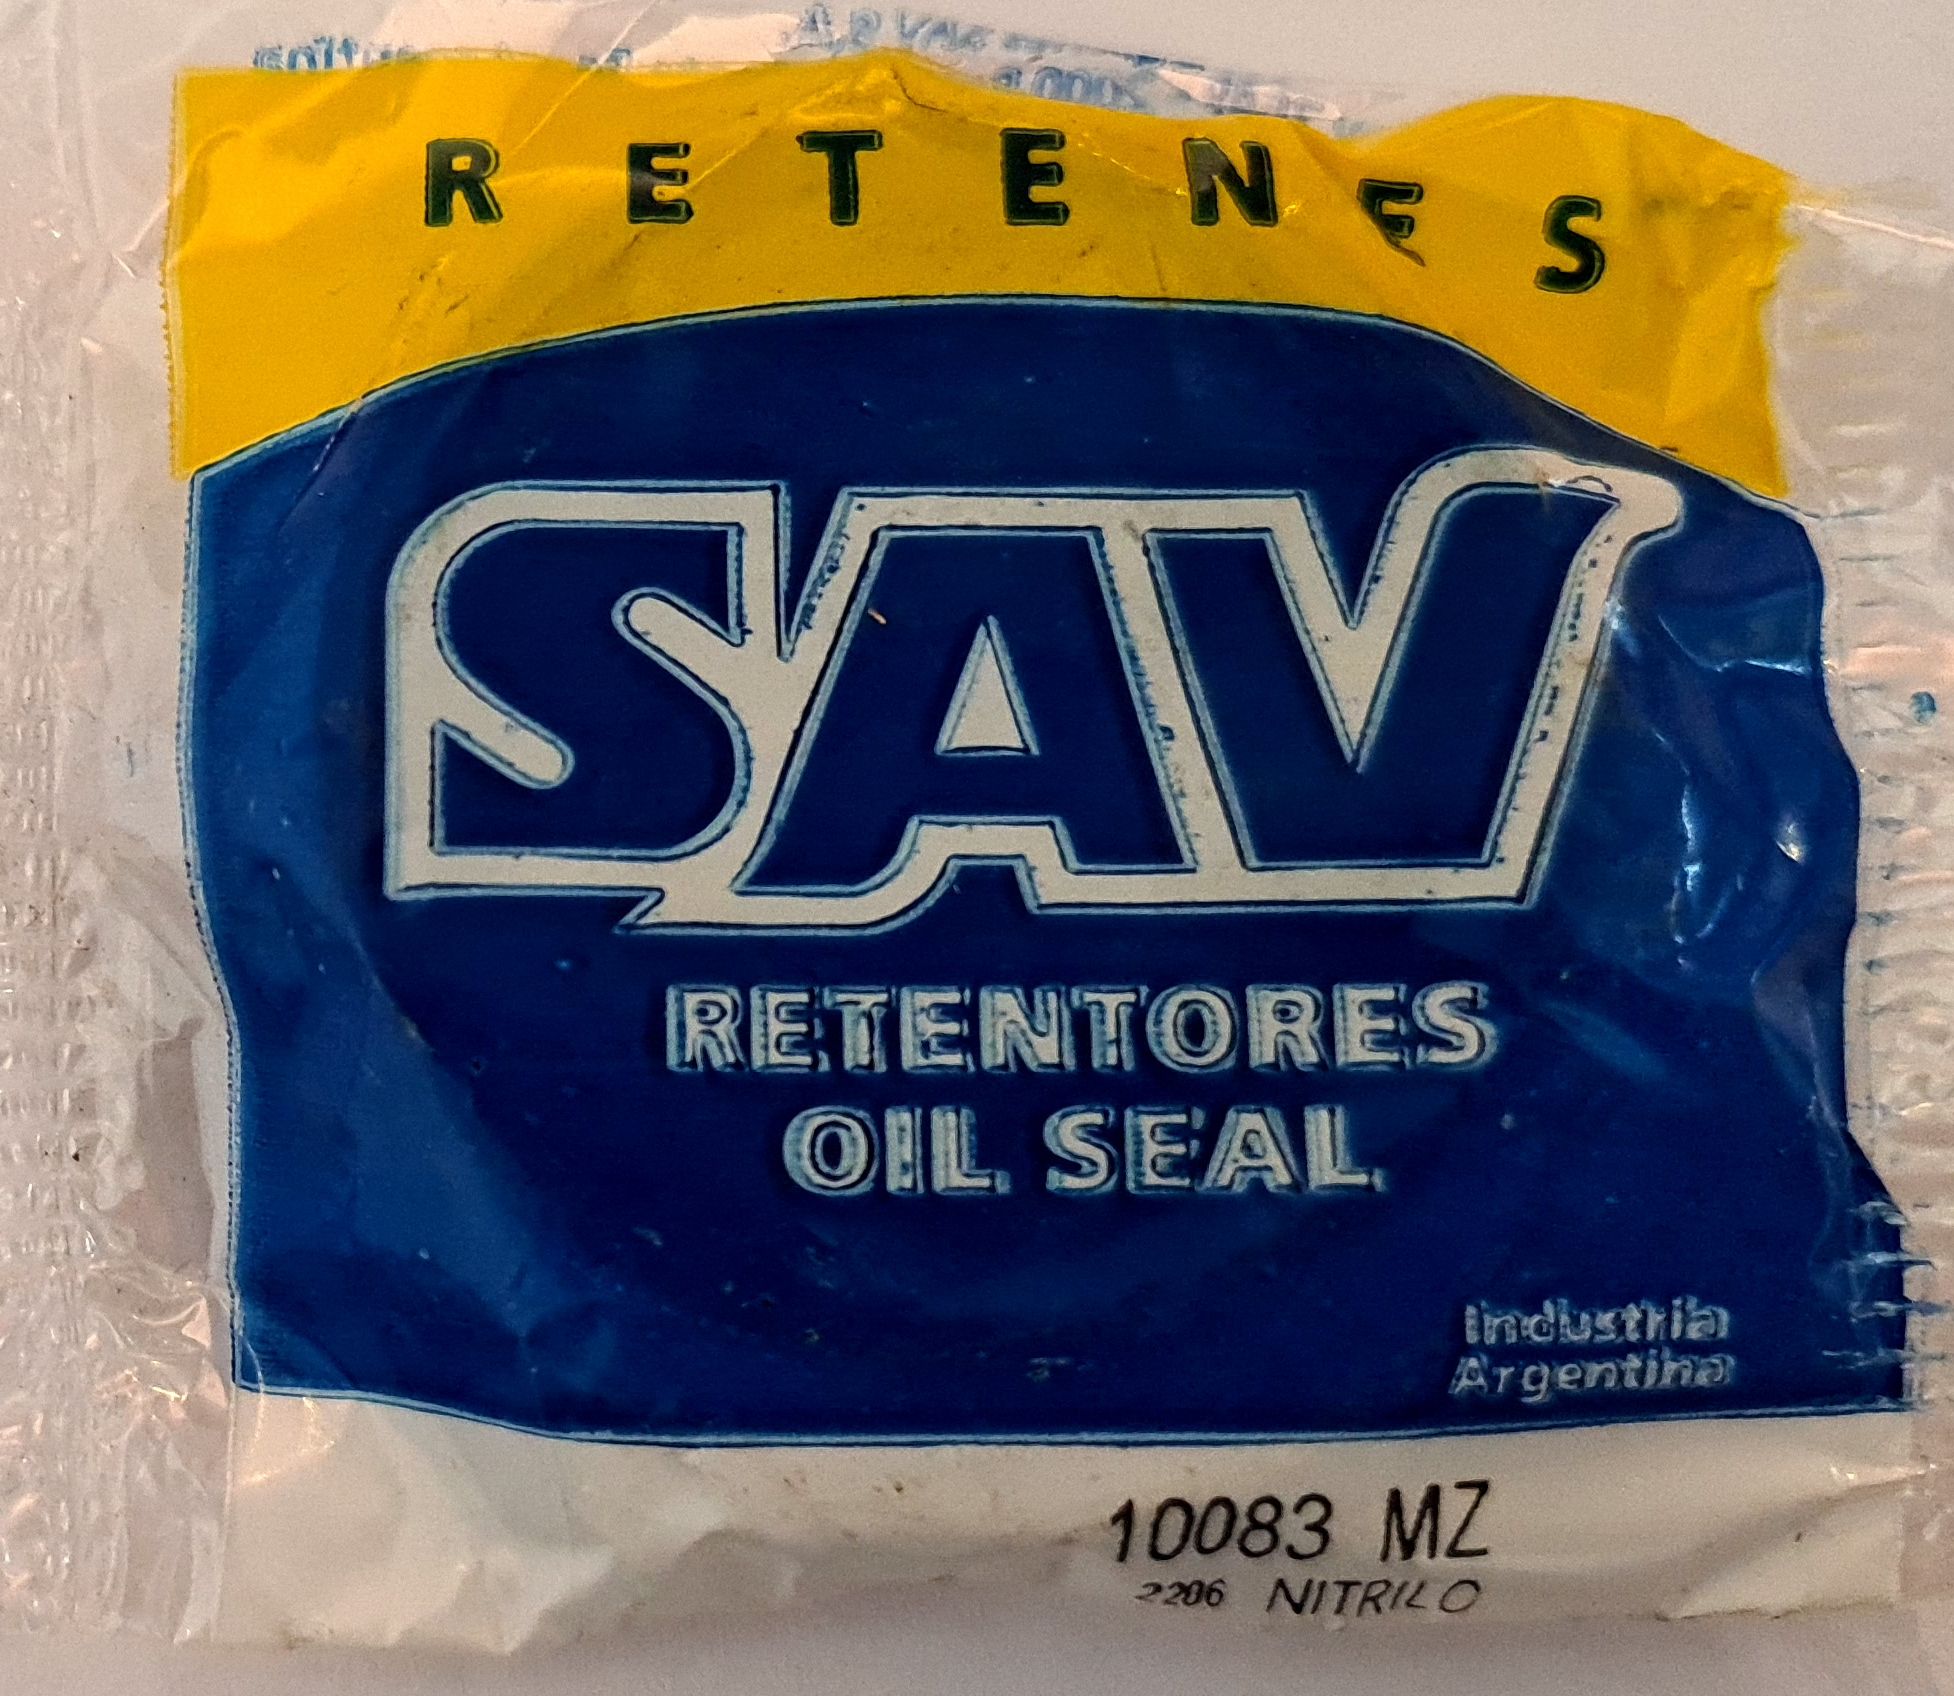 RETENES
SAV
RETENTORES
OIL SEAL
Industria
Argentina
10083 MZ
2206 NITRILO